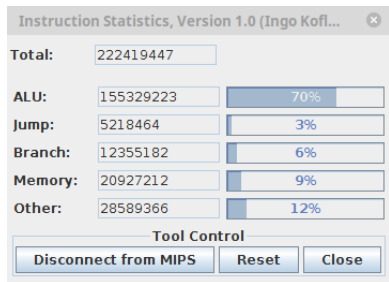 Instruction Statistics, Version 1.0 (Ingo Kofl...
Total: 222419447
ALU: 155329223 70%
Jump: 5218464 3%
Branch: 12355182 6%
Memory: 20927212 9%
Other: 28589366 12%
Tool Control
Disconnect from MIPS Reset Close